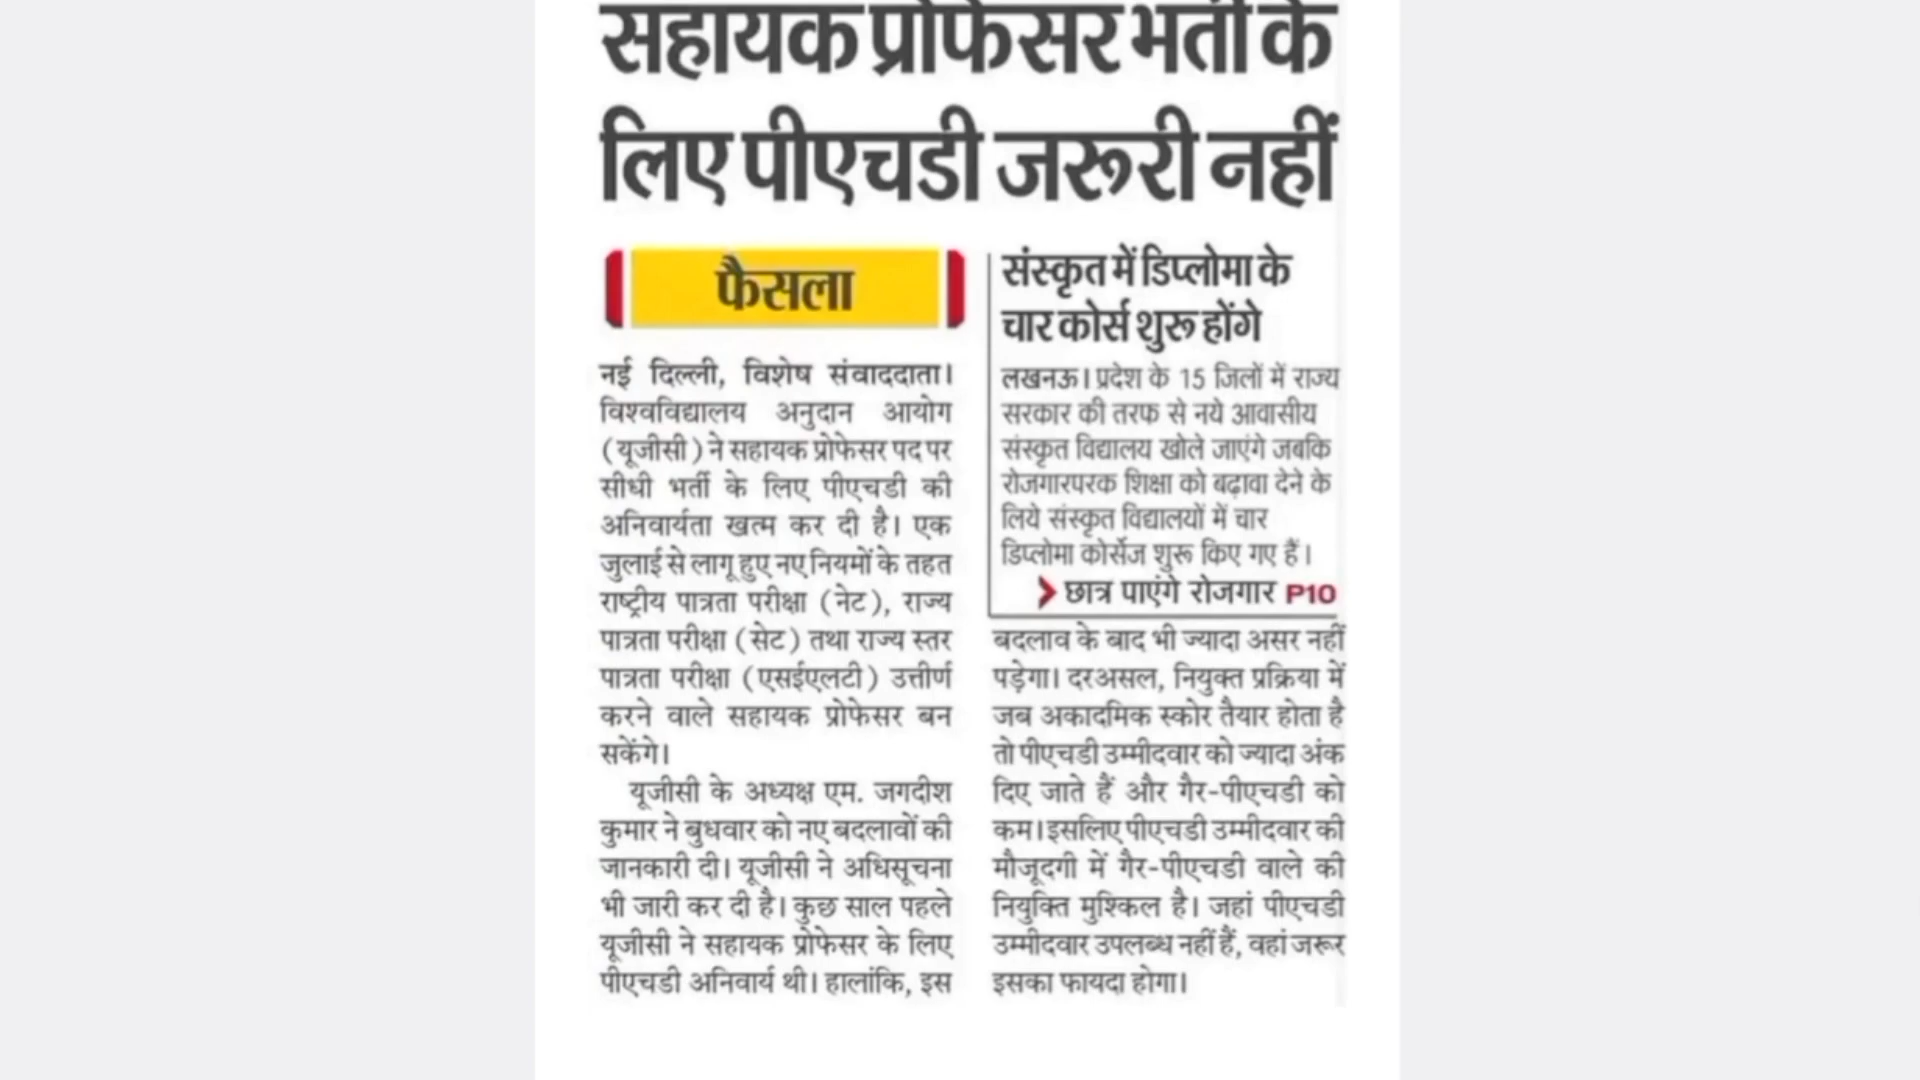 सहायक प्रोफेसर भर्ती के
लिए पीएचडी जरूरी नहीं
फैसला
नई दिल्ली, विशेष संवाददाता।
विश्वविद्यालय अनुदान आयोग
(यूजीसी) ने सहायक प्रोफेसर पद पर
सीधी भर्ती के लिए पीएचडी की
अनिवार्यता खत्म कर दी है। एक
जुलाई से लागू हुए नए नियमों के तहत
राष्ट्रीय पात्रता परीक्षा (नेट), राज्य
पात्रता परीक्षा (सेट) तथा राज्य स्तर
पात्रता परीक्षा (एसईएलटी) उत्तीर्ण
करने वाले सहायक प्रोफेसर बन
सकेंगे।
यूजीसी के अध्यक्ष एम. जगदीश
कुमार ने बुधवार को नए बदलावों की
जानकारी दी। यूजीसी ने अधिसूचना
भी जारी कर दी है। कुछ साल पहले
यूजीसी ने सहायक प्रोफेसर के लिए
पीएचडी अनिवार्य थी। हालांकि, इस
संस्कृत में डिप्लोमा के
चार कोर्स शुरू होंगे
लखनऊ। प्रदेश के 15 जिलों में राज्य
सरकार की तरफ से नये आवासीय
संस्कृत विद्यालय खोले जाएंगे जबकि
रोजगारपरक शिक्षा को बढ़ावा देने के
लिये संस्कृत विद्यालयों में चार
डिप्लोमा कोर्सेज शुरू किए गए हैं।
छात्र पाएंगे रोजगार P10
बदलाव के बाद भी ज्यादा असर नहीं
पड़ेगा। दरअसल, नियुक्त प्रक्रिया में
जब अकादमिक स्कोर तैयार होता है
तो पीएचडी उम्मीदवार को ज्यादा अंक
दिए जाते हैं और गैर-पीएचडी को
कम। इसलिए पीएचडी उम्मीदवार की
मौजूदगी में गैर-पीएचडी वाले की
नियुक्ति मुश्किल है। जहां पीएचडी
उम्मीदवार उपलब्ध नहीं हैं, वहां जरूर
इसका फायदा होगा।